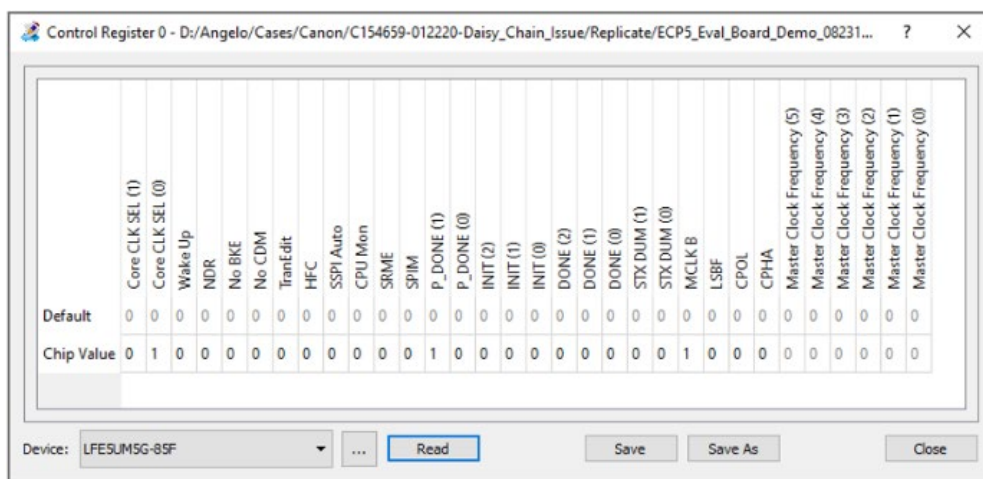 Control Register 0 - D:/Angelo/Cases/Canon/C154659-012220-Daisy_Chain_Issue/Replicate/ECP5_Eval_Board_Demo_08231... ? ×
Core CLK SEL (1)
Core CLK SEL (0)
Wake Up
NDR
No BKE
No CDM
TranEdit
HFC
SSPI Auto
CPU Mon
SRME
SPIM
P_DONE (1)
P_DONE (0)
INIT (2)
INIT (1)
INIT (0)
DONE (2)
DONE (1)
DONE (0)
STX DUM (1)
STX DUM (0)
MCLK B
LSBF
CPOL
CPHA
Master Clock Frequency (5)
Master Clock Frequency (4)
Master Clock Frequency (3)
Master Clock Frequency (2)
Master Clock Frequency (1)
Master Clock Frequency (0)
Default 0 0 0 0 0 0 0 0 0 0 0 0 0 0 0 0 0 0 0 0 0 0 0 0 0 0 0 0 0 0 0 0
Chip Value 0 1 0 0 0 0 0 0 0 0 0 0 1 0 0 0 0 0 0 0 0 0 1 0 0 0 0 0 0 0 0 0
Device: LFE5UM5G-85F ... Read Save Save As Close